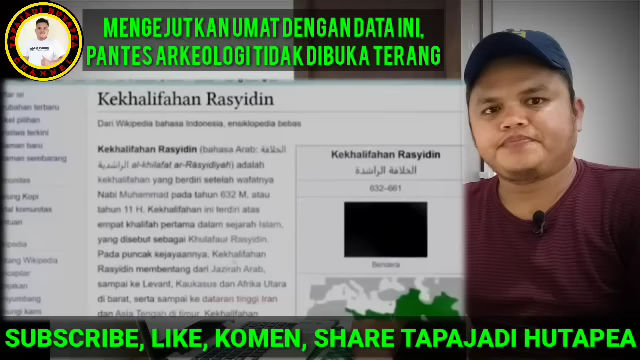 MENGEJUTKAN UMAT DENGAN DATA INI,
PANTES ARKEOLOGI TIDAK DIBUKA TERANG
TAPAJADI HUTAPEA
Kekhalifahan Rasyidin
Dari Wikipedia bahasa Indonesia, ensiklopedia bebas
Kekhalifahan Rasyidin (bahasa Arab: الخلافة
الراشدية al-khilafat ar-Rāsyidīyah) adalah
kekhalifahan yang berdiri setelah wafatnya
Nabi Muhammad pada tahun 632 M, atau
tahun 11 H. Kekhalifahan ini terdiri atas
empat khalifah pertama dalam sejarah Islam,
yang disebut sebagai Khulafaur Rasyidin.
Pada puncak kejayaannya, Kekhalifahan
Rasyidin membentang dari Jazirah Arab,
sampai ke Levant, Kaukasus dan Afrika Utara
di barat, serta sampai ke dataran tinggi Iran
dan Asia Tengah di timur. Kekhalifahan
Kekhalifahan Rasyidin
الخلافة الراشدة
632–661
Bendera
SUBSCRIBE, LIKE, KOMEN, SHARE TAPAJADI HUTAPEA